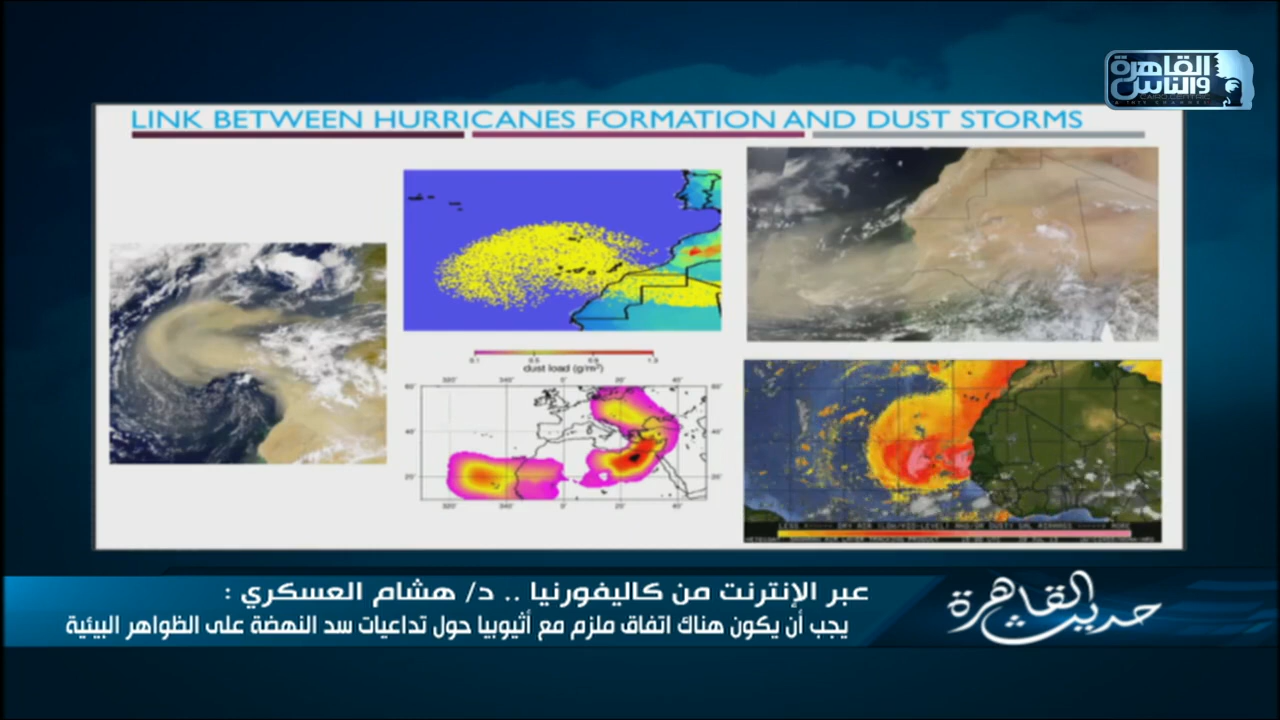 القاهرة
والناس
LINK BETWEEN HURRICANES FORMATION AND DUST STORMS
dust load (g/m²)
عبر الإنترنت من كاليفورنيا .. د/ هشام العسكري :
يجب أن يكون هناك اتفاق ملزم مع أثيوبيا حول تداعيات سد النهضة على الظواهر البيئية
حديث القاهرة